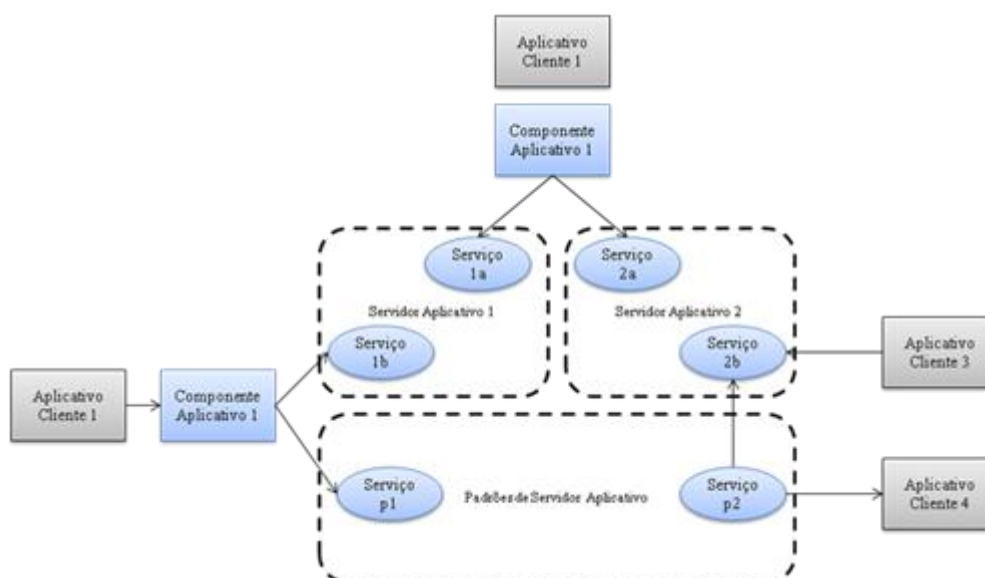 Aplicativo
Cliente 1
Componente
Aplicativo 1
Serviço
1a
Serviço
2a
Servidor Aplicativo 1
Servidor Aplicativo 2
Serviço
1b
Serviço
2b
Aplicativo
Cliente 3
Aplicativo
Cliente 1
Componente
Aplicativo 1
Serviço
p1
Padrões de Servidor Aplicativo
Serviço
p2
Aplicativo
Cliente 4